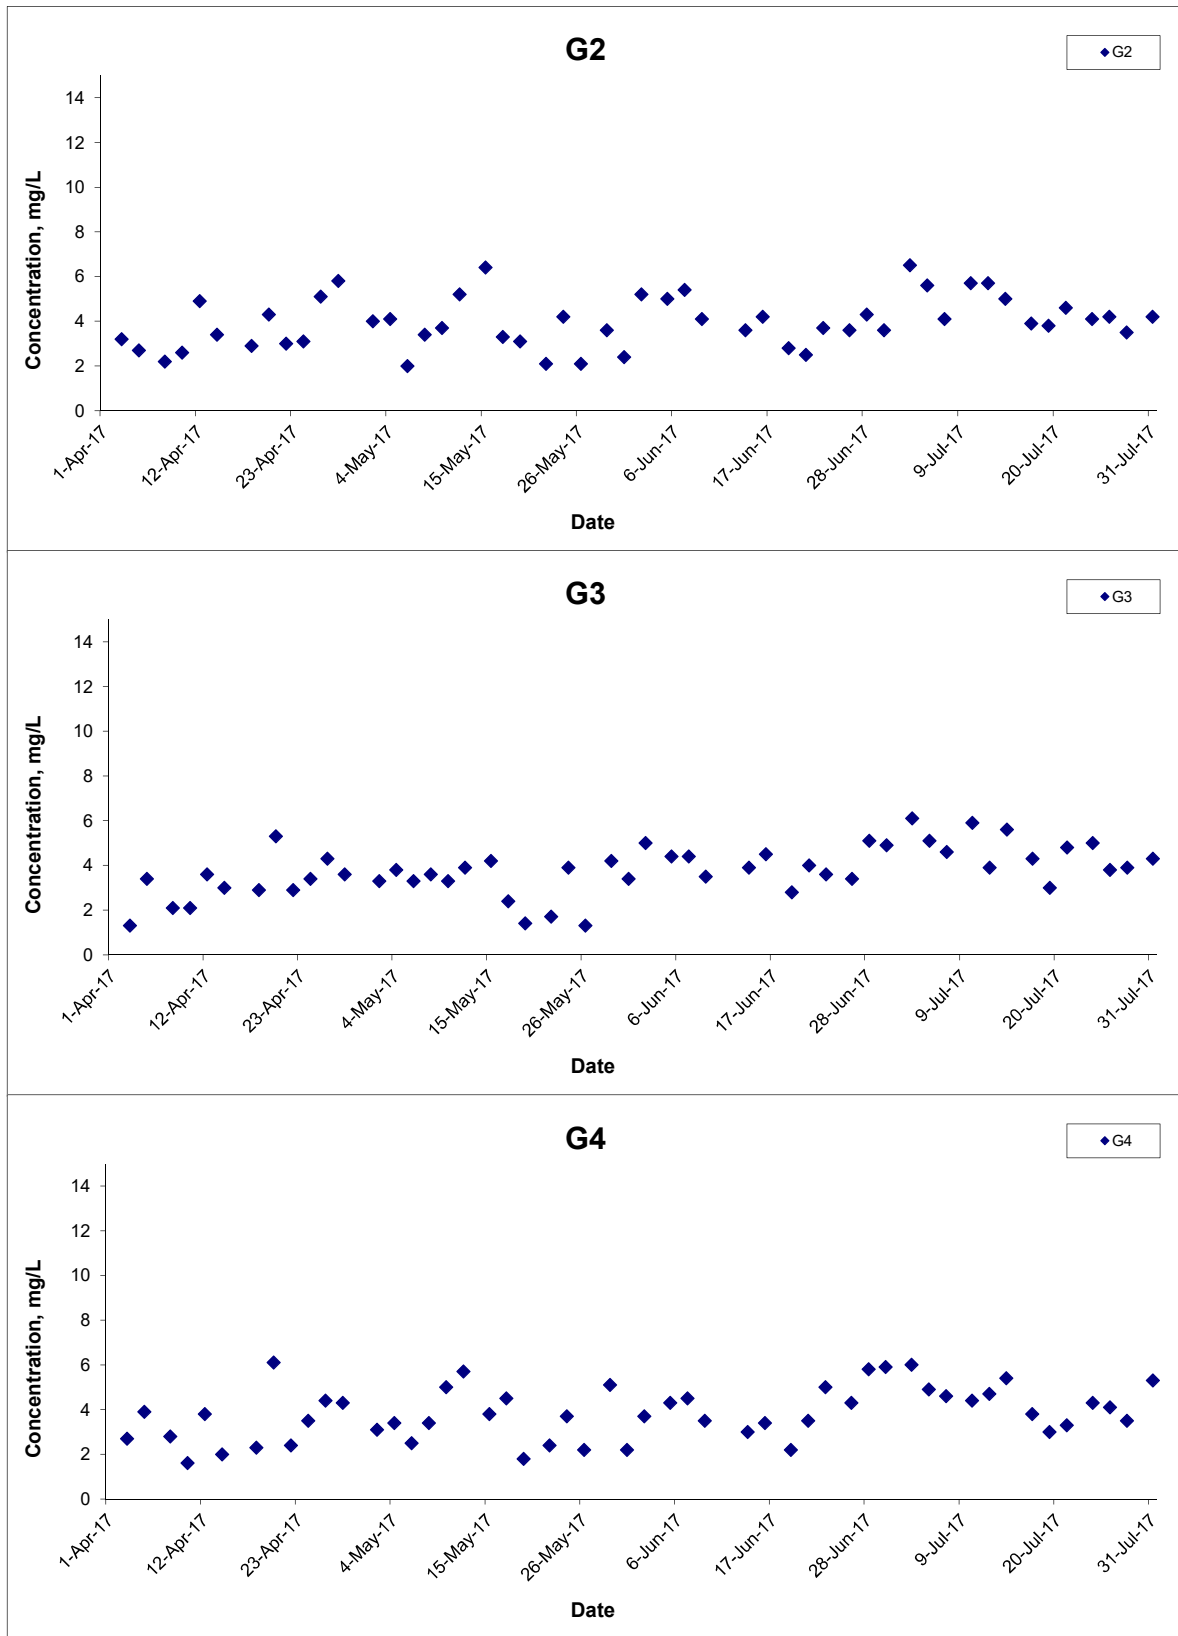 G2
G2
14
12
10
8
6
4
2
0
Concentration, mg/L
1-Apr-17
12-Apr-17
23-Apr-17
4-May-17
15-May-17
26-May-17
6-Jun-17
17-Jun-17
28-Jun-17
9-Jul-17
20-Jul-17
31-Jul-17
Date
G3
G3
14
12
10
8
6
4
2
0
Concentration, mg/L
1-Apr-17
12-Apr-17
23-Apr-17
4-May-17
15-May-17
26-May-17
6-Jun-17
17-Jun-17
28-Jun-17
9-Jul-17
20-Jul-17
31-Jul-17
Date
G4
G4
14
12
10
8
6
4
2
0
Concentration, mg/L
1-Apr-17
12-Apr-17
23-Apr-17
4-May-17
15-May-17
26-May-17
6-Jun-17
17-Jun-17
28-Jun-17
9-Jul-17
20-Jul-17
31-Jul-17
Date